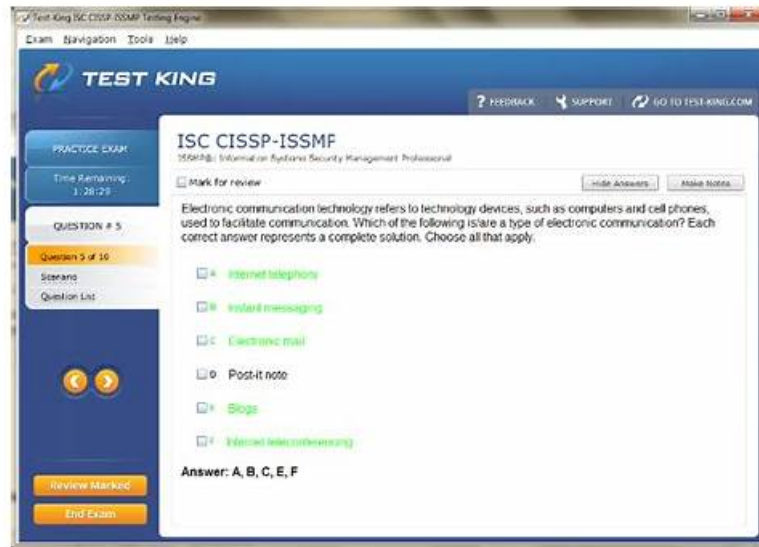 Test-King ISC CISSP-ISSMP Testing Engine
Exam Navigation Tools Help
TEST KING
? FEEDBACK SUPPORT GO TO TEST-KING.COM
PRACTICE EXAM
Time Remaining:
1:28:29
QUESTION # 5
Question 5 of 10
Scenario
Question List
Review Marked
End Exam
ISC CISSP-ISSMP
ISSMP®: Information Systems Security Management Professional
Mark for review
Hide Answers
Make Notes
Electronic communication technology refers to technology devices, such as computers and cell phones,
used to facilitate communication. Which of the following is/are a type of electronic communication? Each
correct answer represents a complete solution. Choose all that apply.
A Internet telephony
B Instant messaging
C Electronic mail
D Post-it note
E Blogs
F Internet teleconferencing
Answer: A, B, C, E, F